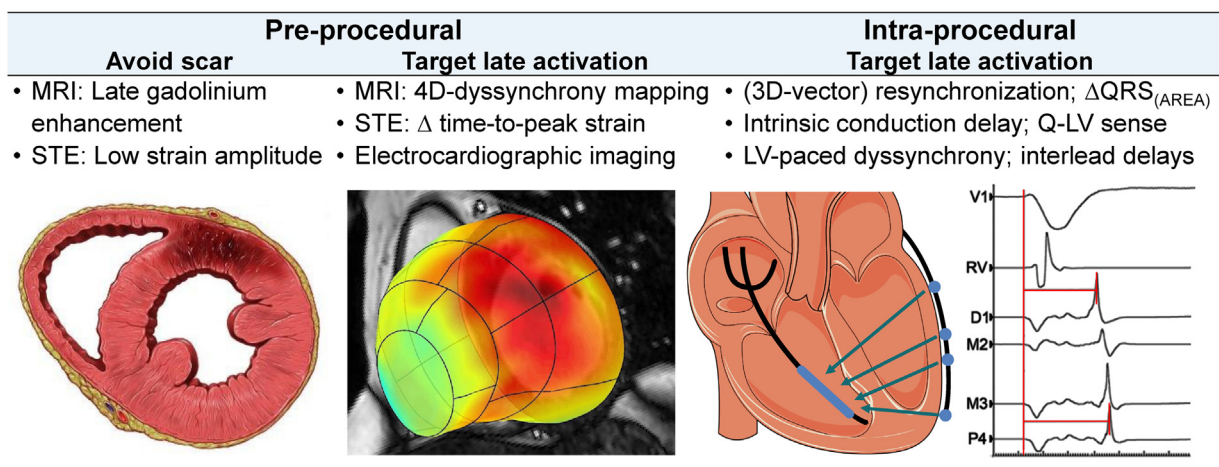 Pre-procedural
Intra-procedural
Avoid scar
Target late activation
Target late activation
• MRI: Late gadolinium
enhancement
• STE: Low strain amplitude
• MRI: 4D-dyssynchrony mapping
• STE: Δ time-to-peak strain
• Electrocardiographic imaging
• (3D-vector) resynchronization; ΔQRS(AREA)
• Intrinsic conduction delay; Q-LV sense
• LV-paced dyssynchrony; interlead delays
V1
RV
D1
M2
M3
P4